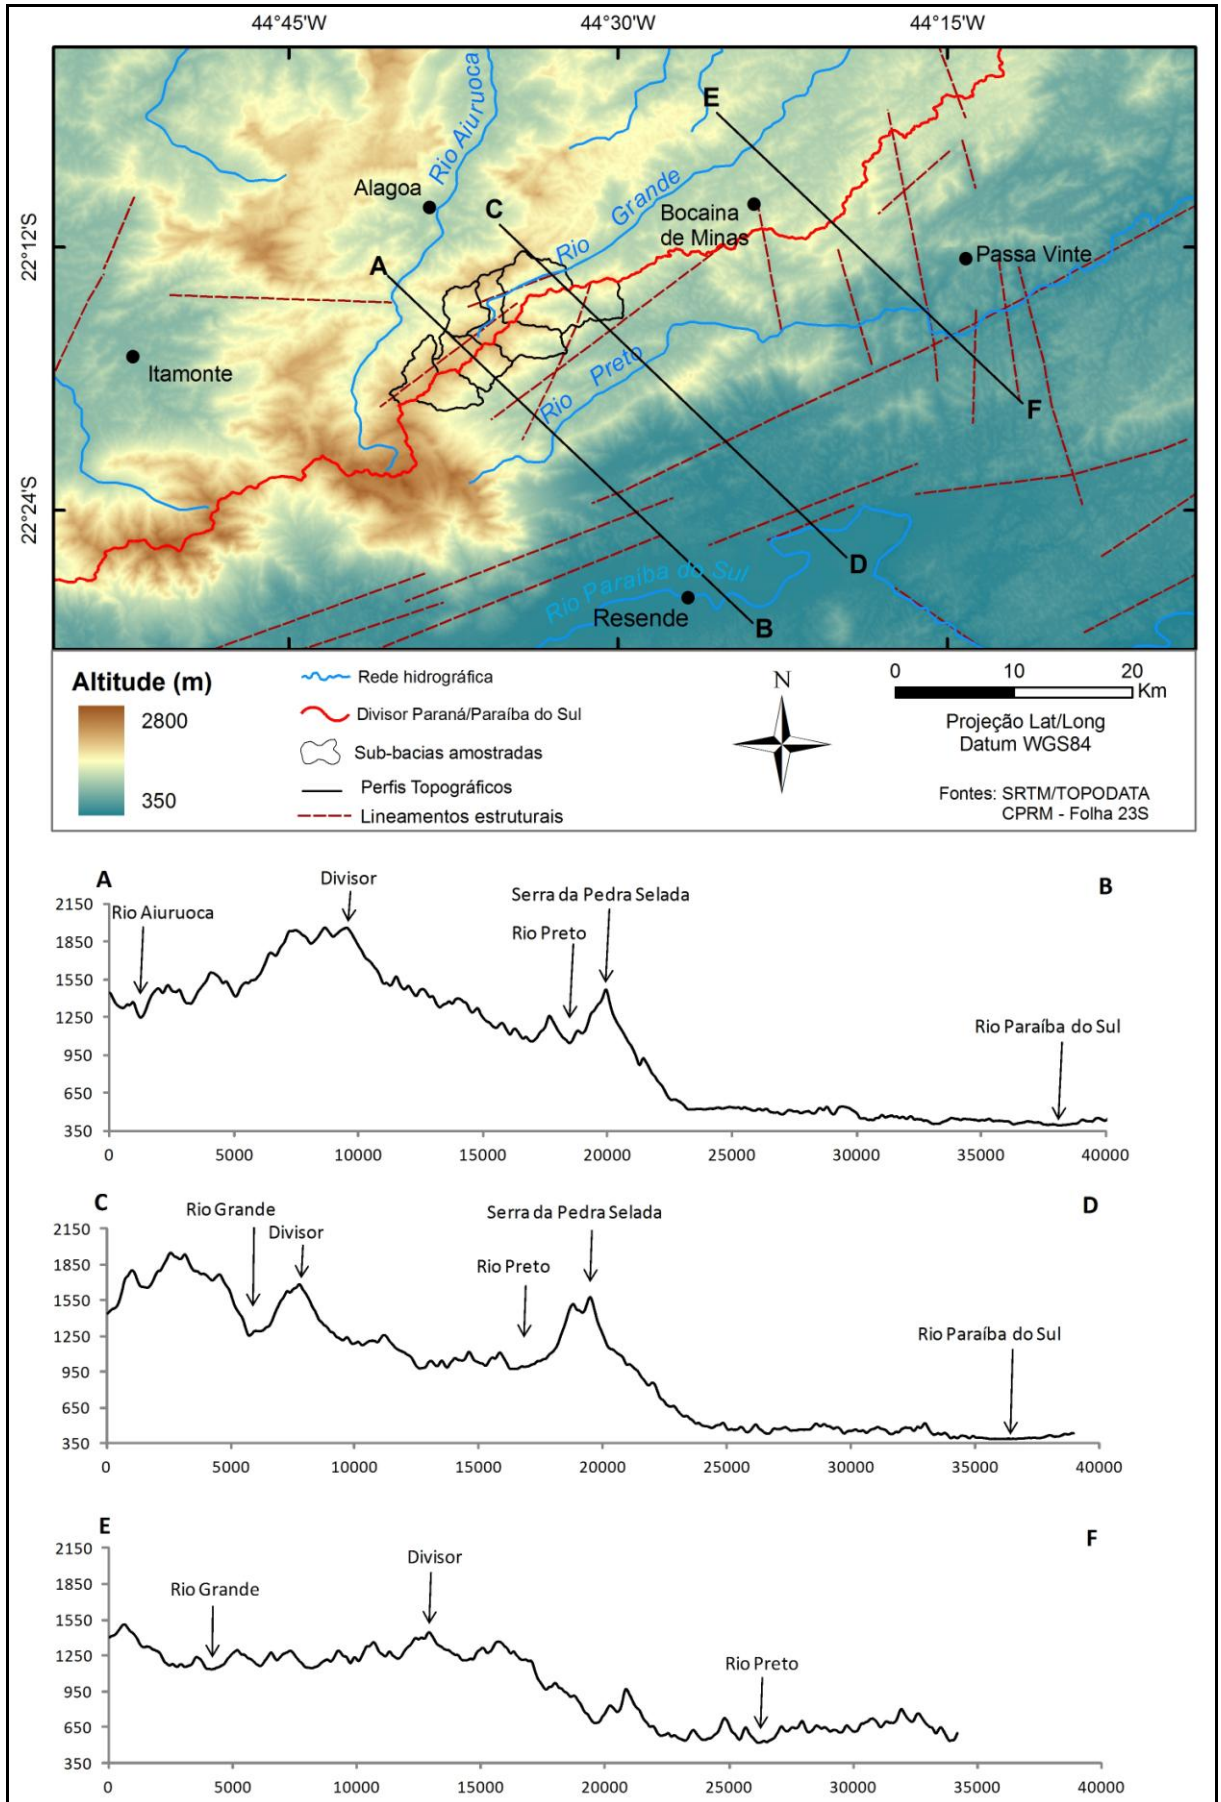 44°45'W
44°30'W
44°15'W
22°12'S
22°24'S
Rio Aiuruoca
E
Alagoa
C
Rio Grande
Bocaina
de Minas
A
Passa Vinte
Itamonte
Rio Preto
F
D
Rio Paraíba do Sul
Resende
B
Altitude (m)
2800
350
Rede hidrográfica
Divisor Paraná/Paraíba do Sul
Sub-bacias amostradas
Perfis Topográficos
Lineamentos estruturais
N
0 10 20
Km
Projeção Lat/Long
Datum WGS84
Fontes: SRTM/TOPODATA
CPRM - Folha 23S
A
B
Divisor
Serra da Pedra Selada
Rio Aiuruoca
Rio Preto
Rio Paraíba do Sul
2150
1850
1550
1250
950
650
350
0 5000 10000 15000 20000 25000 30000 35000 40000
C
D
Rio Grande
Divisor
Serra da Pedra Selada
Rio Preto
Rio Paraíba do Sul
2150
1850
1550
1250
950
650
350
0 5000 10000 15000 20000 25000 30000 35000 40000
E
F
Divisor
Rio Grande
Rio Preto
2150
1850
1550
1250
950
650
350
0 5000 10000 15000 20000 25000 30000 35000 40000